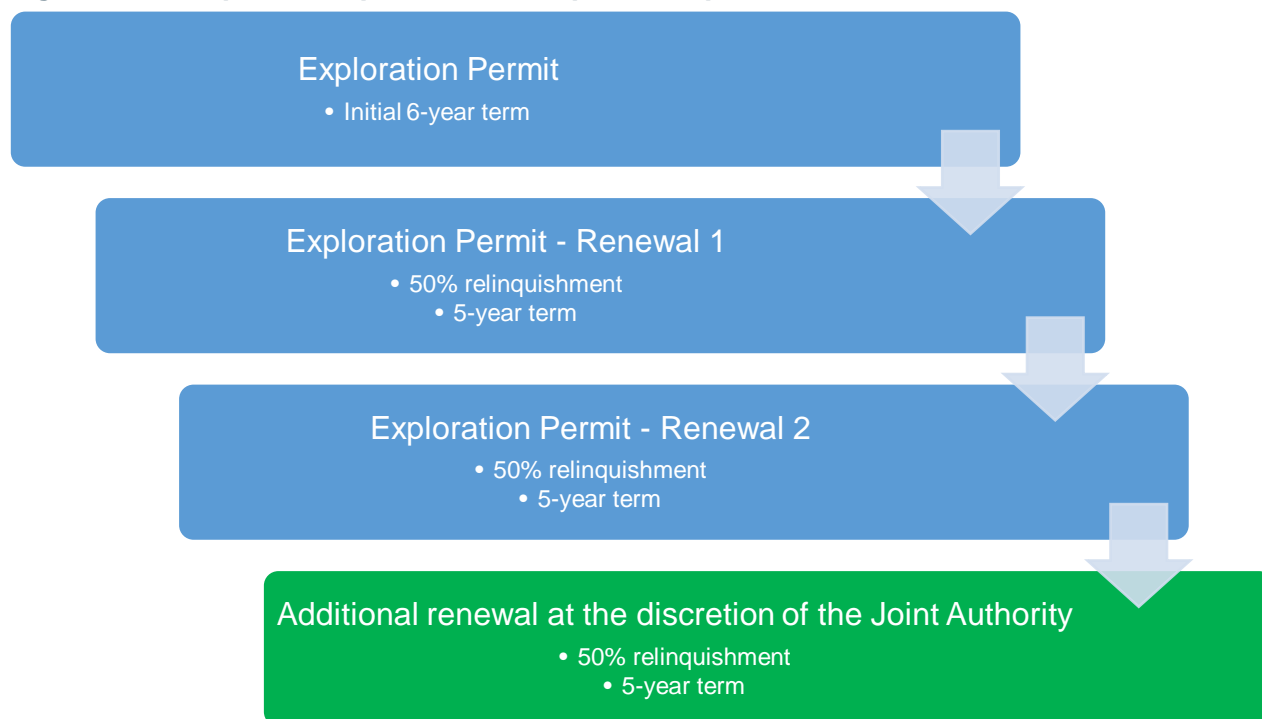 Exploration Permit
• Initial 6-year term
Exploration Permit - Renewal 1
• 50% relinquishment
• 5-year term
Exploration Permit - Renewal 2
• 50% relinquishment
• 5-year term
Additional renewal at the discretion of the Joint Authority
• 50% relinquishment
• 5-year term